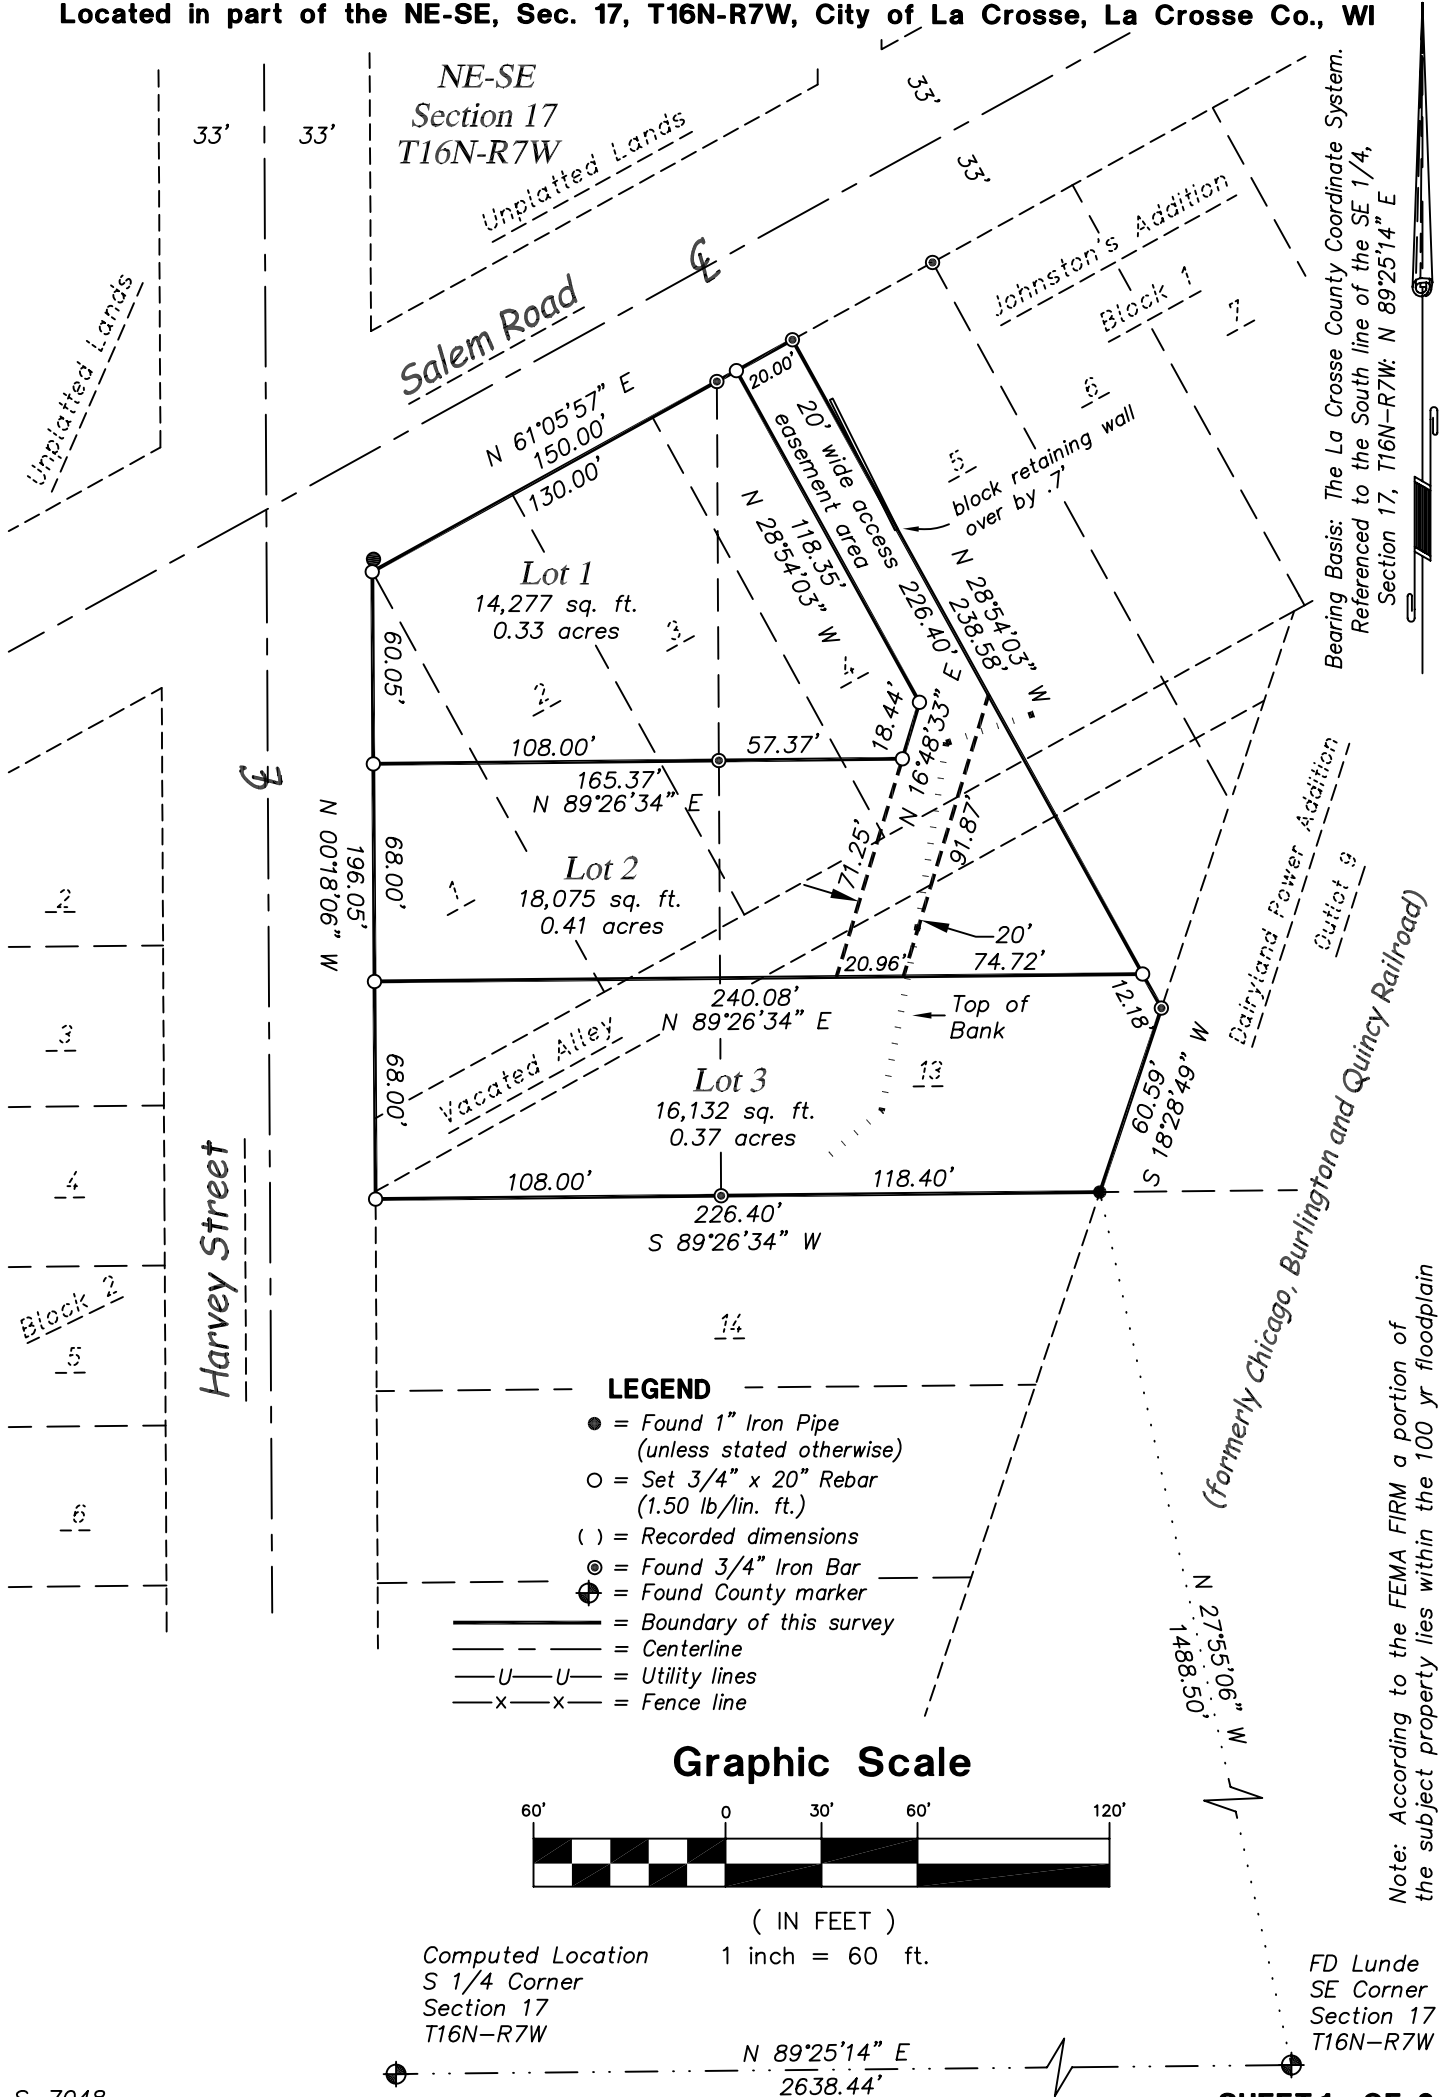 Located in part of the NE-SE, Sec. 17, T16N-R7W, City of La Crosse, La Crosse Co., WI
NE-SE
Section 17
T16N-R7W
33'
33'
33'
33'
Unplatted Lands
Unplatted Lands
Salem Road
℄
Johnston's Addition
Block 1
7
6
5
Bearing Basis: The La Crosse County Coordinate System.
Referenced to the South line of the SE 1/4,
Section 17, T16N-R7W: N 89°25'14" E
N 61°05'57" E
150.00'
130.00'
20.00'
20' wide access
easement area
block retaining wall
over by .7'
118.35'
N 28°54'03" W
226.40'
N 28°54'03" W
238.58'
Lot 1
14,277 sq. ft.
0.33 acres
60.05'
3
2
4
18.44'
N 16°48'33" E
108.00'
57.37'
165.37'
N 89°26'34" E
℄
N 00°18'06" W
196.05'
68.00'
Lot 2
18,075 sq. ft.
0.41 acres
1
71.25'
91.87'
20'
20.96'
74.72'
240.08'
N 89°26'34" E
12.18'
Top of
Bank
Vacated Alley
68.00'
Lot 3
16,132 sq. ft.
0.37 acres
13
60.59'
S 18°28'49" W
108.00'
118.40'
226.40'
S 89°26'34" W
Dairyland Power Addition
Outlot 9
(formerly Chicago, Burlington and Quincy Railroad)
2
3
4
Block 2
5
6
Harvey Street
14
LEGEND
= Found 1" Iron Pipe
(unless stated otherwise)
= Set 3/4" x 20" Rebar
(1.50 lb/lin. ft.)
( ) = Recorded dimensions
= Found 3/4" Iron Bar
= Found County marker
= Boundary of this survey
= Centerline
U U = Utility lines
x x = Fence line
N 27°55'06" W
1488.50'
Note: According to the FEMA FIRM a portion of
the subject property lies within the 100 yr floodplain
Graphic Scale
60' 0 30' 60' 120'
( IN FEET )
1 inch = 60 ft.
Computed Location
S 1/4 Corner
Section 17
T16N-R7W
FD Lunde
SE Corner
Section 17
T16N-R7W
N 89°25'14" E
2638.44'